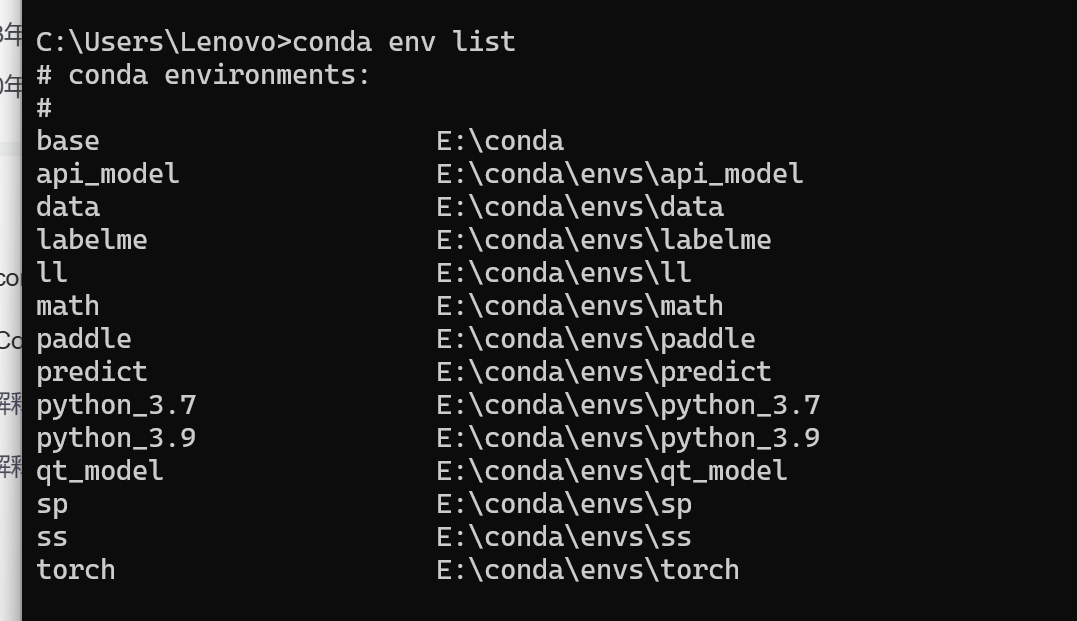 C:\Users\Lenovo>conda env list
# conda environments:
#
base                     E:\conda
api_model                E:\conda\envs\api_model
data                     E:\conda\envs\data
labelme                  E:\conda\envs\labelme
ll                       E:\conda\envs\ll
math                     E:\conda\envs\math
paddle                   E:\conda\envs\paddle
predict                  E:\conda\envs\predict
python_3.7               E:\conda\envs\python_3.7
python_3.9               E:\conda\envs\python_3.9
qt_model                 E:\conda\envs\qt_model
sp                       E:\conda\envs\sp
ss                       E:\conda\envs\ss
torch                    E:\conda\envs\torch